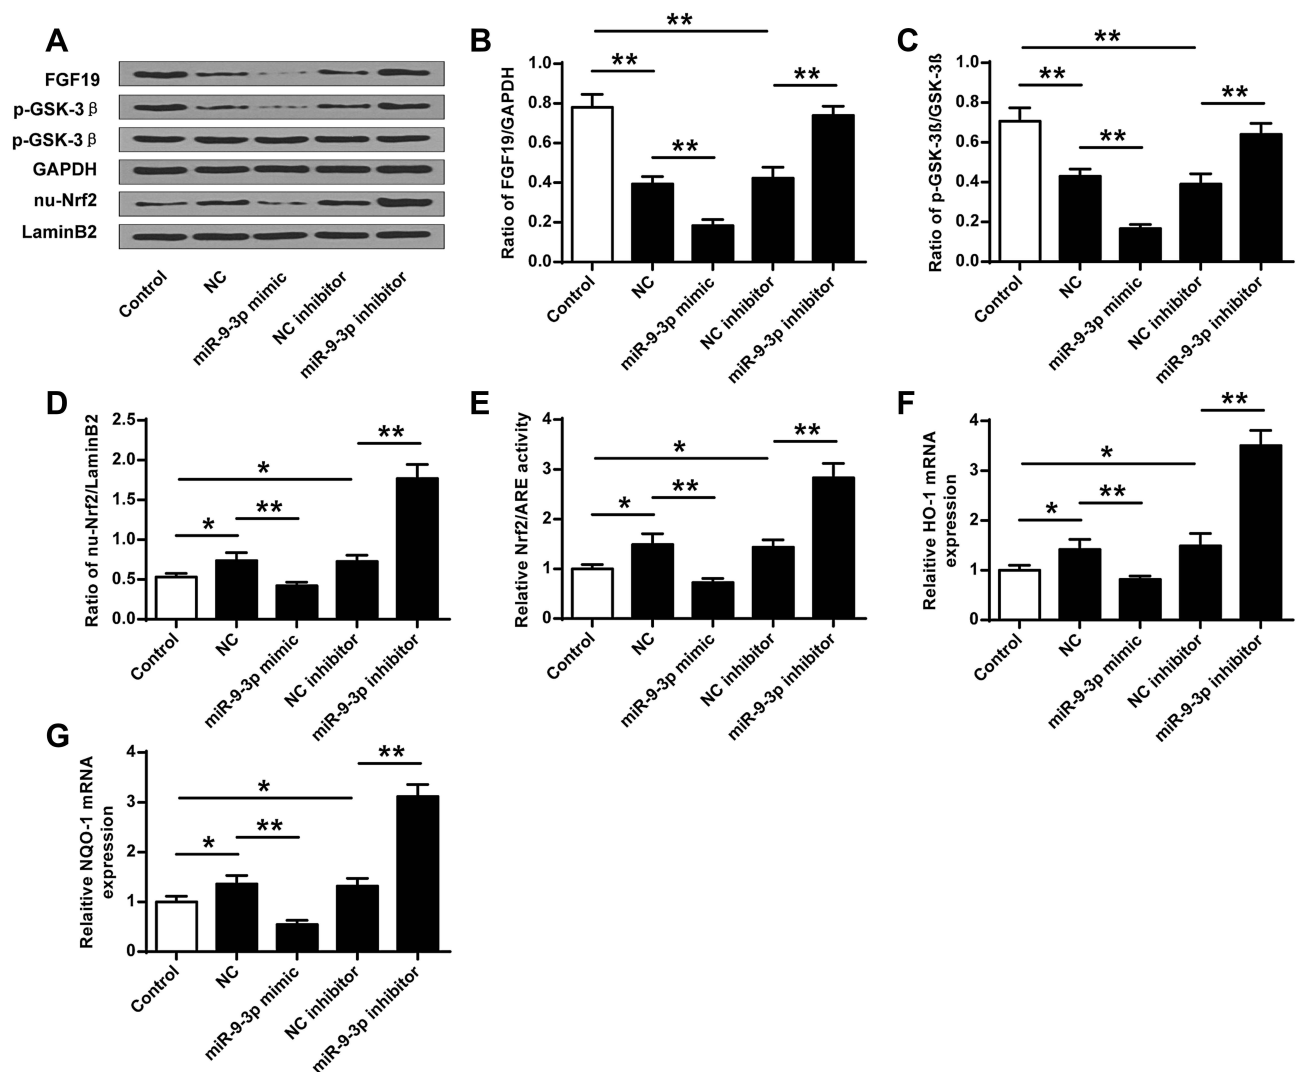 A
FGF19
p-GSK-3 β
p-GSK-3 β
GAPDH
nu-Nrf2
LaminB2
Control
NC
miR-9-3p mimic
NC inhibitor
miR-9-3p inhibitor
B
Ratio of FGF19/GAPDH
1.0
0.8
0.6
0.4
0.2
0.0
**
**
**
**
Control
NC
miR-9-3p mimic
NC inhibitor
miR-9-3p inhibitor
C
Ratio of p-GSK-3ß/GSK-3ß
1.0
0.8
0.6
0.4
0.2
0.0
**
**
**
**
Control
NC
miR-9-3p mimic
NC inhibitor
miR-9-3p inhibitor
D
Ratio of nu-Nrf2/LaminB2
2.5
2.0
1.5
1.0
0.5
0.0
**
*
**
*
Control
NC
miR-9-3p mimic
NC inhibitor
miR-9-3p inhibitor
E
Relative Nrf2/ARE activity
4
3
2
1
0
**
*
**
*
Control
NC
miR-9-3p mimic
NC inhibitor
miR-9-3p inhibitor
F
Relaitive HO-1 mRNA
expression
4
3
2
1
0
**
*
**
*
Control
NC
miR-9-3p mimic
NC inhibitor
miR-9-3p inhibitor
G
Relaitive NQO-1 mRNA
expression
4
3
2
1
0
**
*
**
*
Control
NC
miR-9-3p mimic
NC inhibitor
miR-9-3p inhibitor